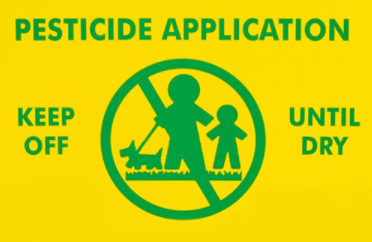 PESTICIDE APPLICATION
KEEP
OFF
UNTIL
DRY